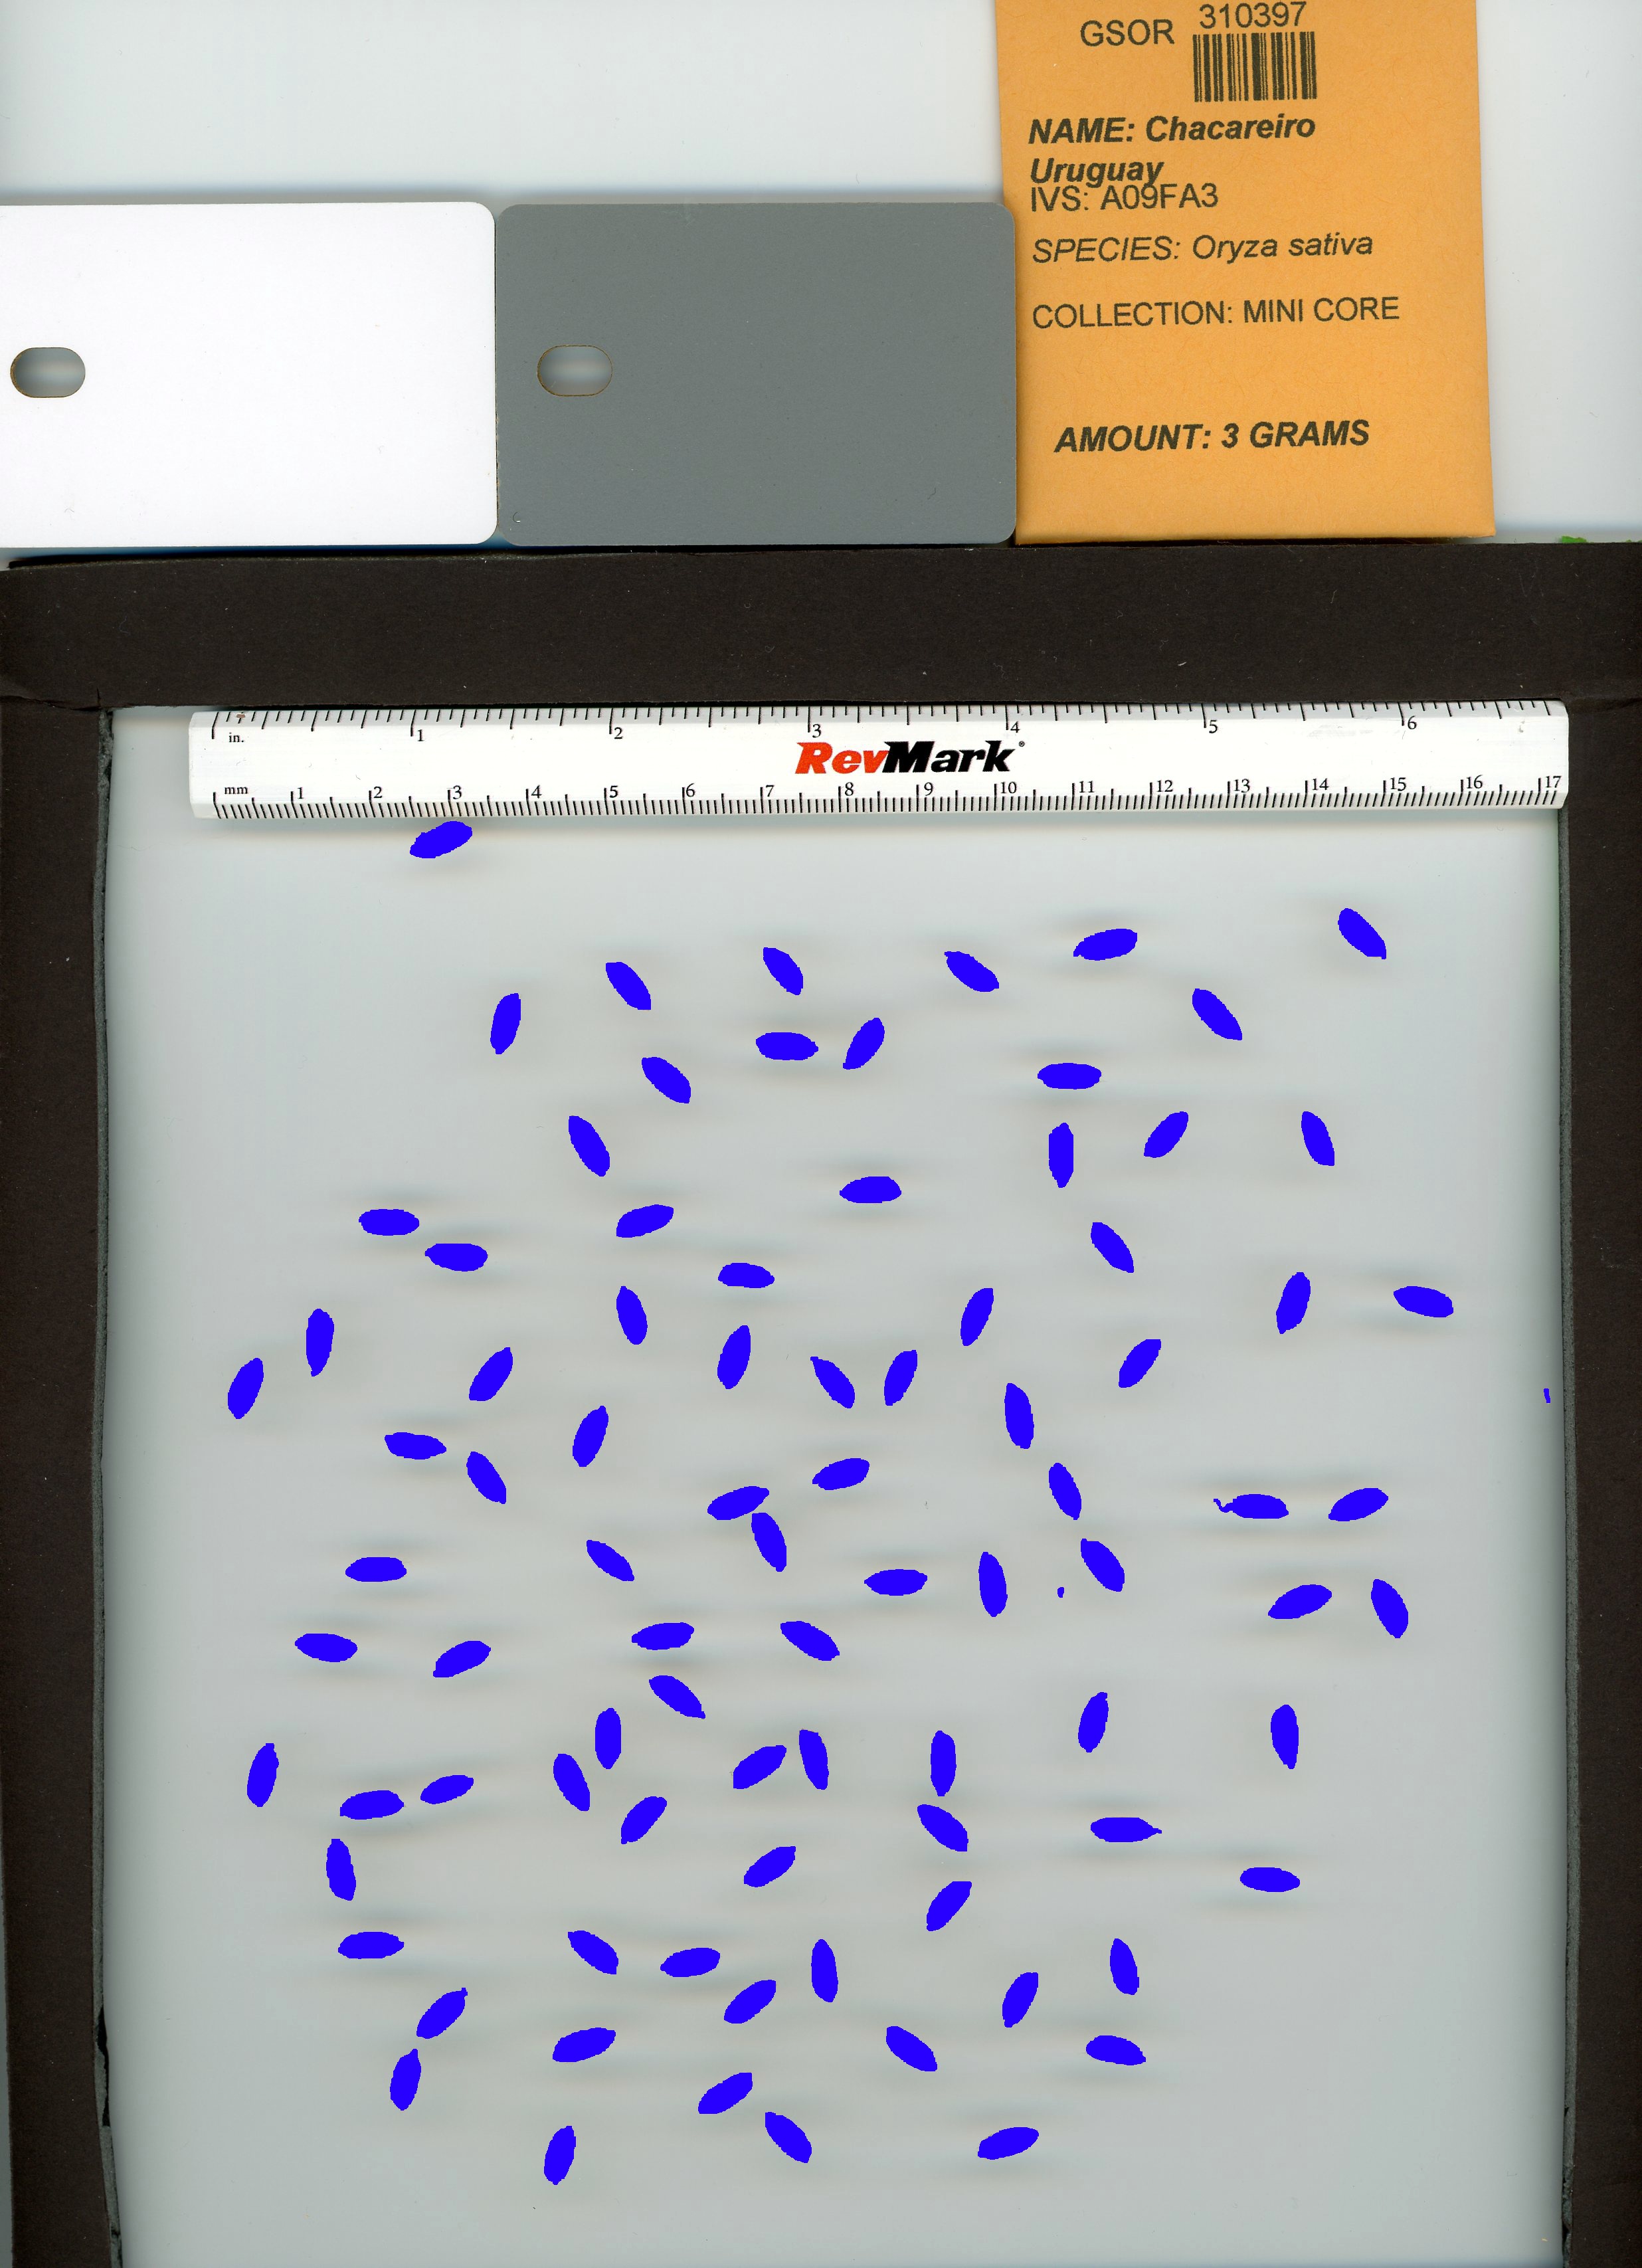 GSOR 310397
NAME: Chacareiro
Uruguay
IVS: A09FA3
SPECIES: Oryza sativa
COLLECTION: MINI CORE
AMOUNT: 3 GRAMS
in. 1 2 3 4 5 6
RevMark
mm 1 2 3 4 5 6 7 8 9 10 11 12 13 14 15 16 17